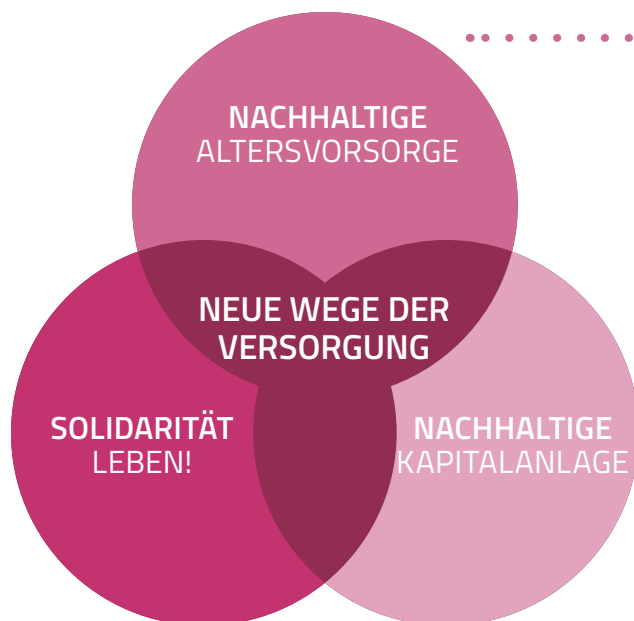 NACHHALTIGE
ALTERSVORSORGE
NEUE WEGE DER
VERSORGUNG
SOLIDARITÄT
LEBEN!
NACHHALTIGE
KAPITALANLAGE